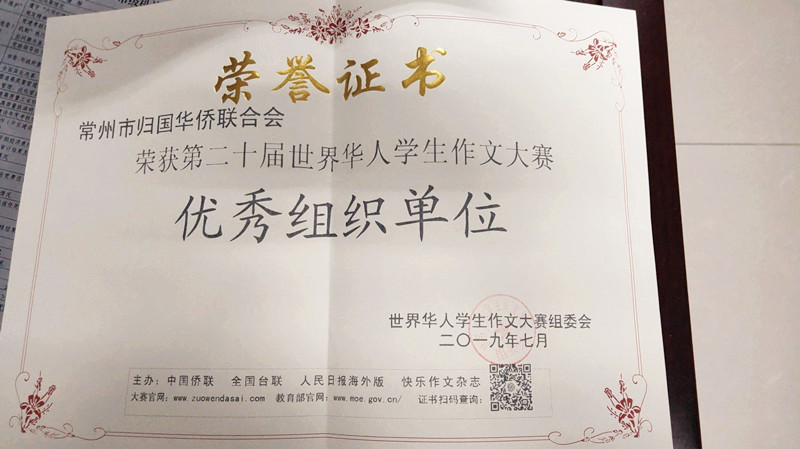 荣誉证书
常州市归国华侨联合会
荣获第二十届世界华人学生作文大赛
优秀组织单位
世界华人学生作文大赛组委会
二〇一九年七月
主办：中国侨联 全国台联 人民日报海外版 快乐作文杂志
大赛官网：www.zuowendasai.com 教育部官网：www.moe.gov.cn/ 证书扫码查询：